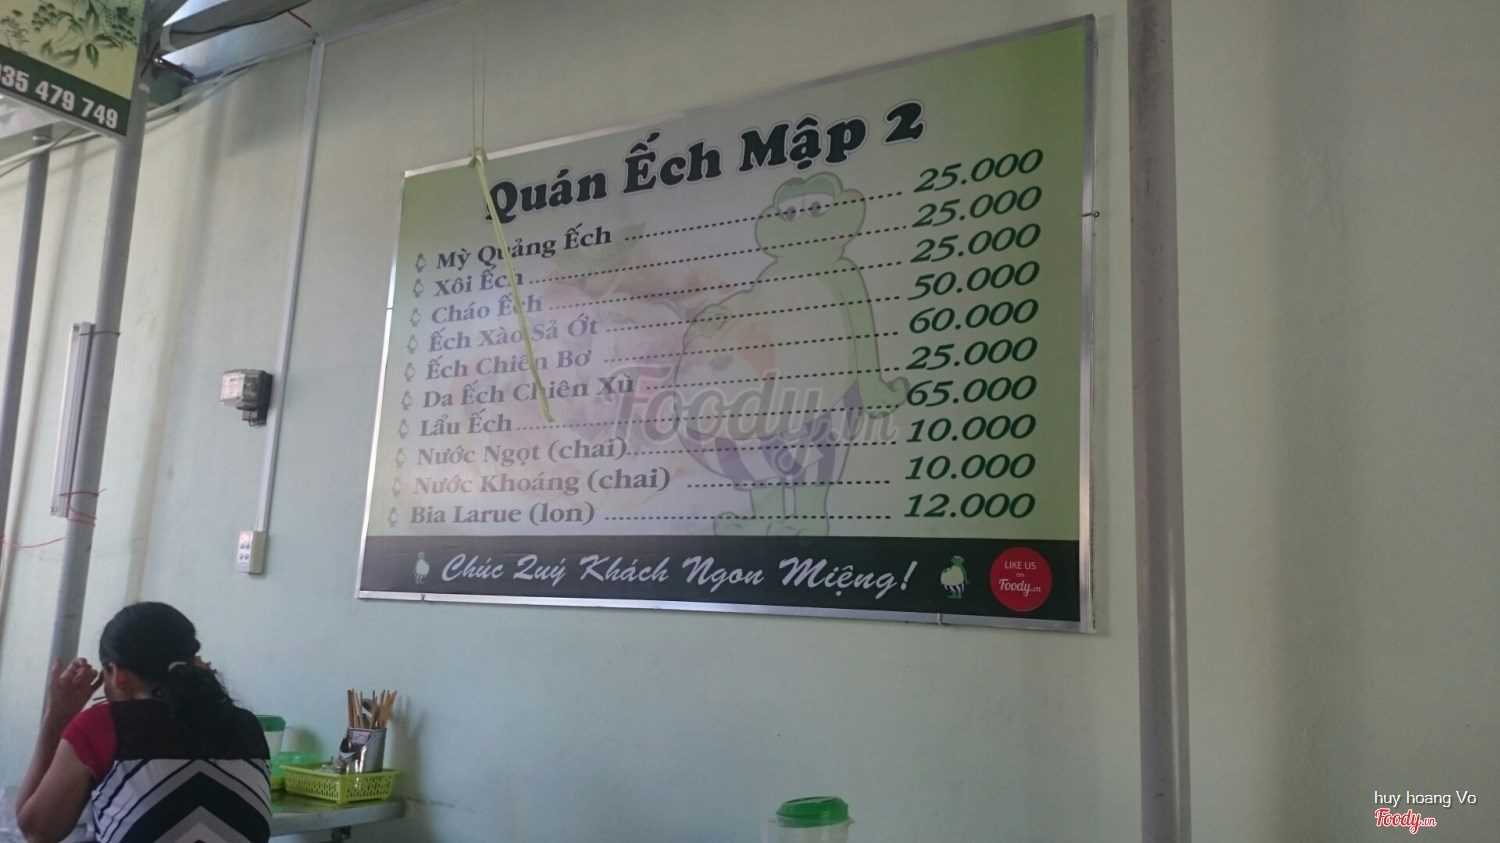 35 479 749
Quán Ếch Mập 2
Mỳ Quảng Ếch 25.000
Xôi Ếch 25.000
Cháo Ếch 25.000
Ếch Xào Sả Ớt 50.000
Ếch Chiên Bơ 60.000
Da Ếch Chiên Xù 25.000
Lẩu Ếch 65.000
Nước Ngọt (chai) 10.000
Nước Khoáng (chai) 10.000
Bia Larue (lon) 12.000
Foody.vn
Chúc Quý Khách Ngon Miệng!
LIKE US
on
Foody.vn
huy hoang Vo
Foody.vn